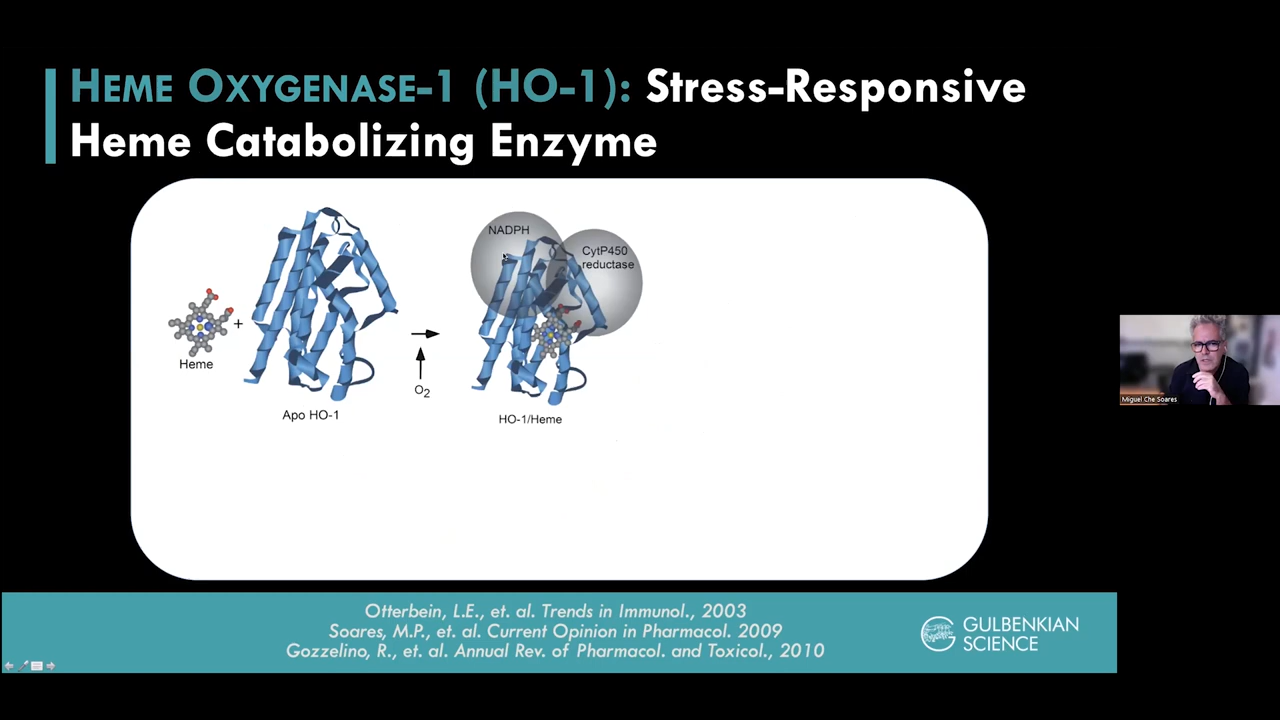 HEME OXYGENASE-1 (HO-1): Stress-Responsive
Heme Catabolizing Enzyme
NADPH
CytP450
reductase
+
Heme
O2
Apo HO-1
HO-1/Heme
Miguel Che Soares
Otterbein, L.E., et. al. Trends in Immunol., 2003
Soares, M.P., et. al. Current Opinion in Pharmacol. 2009
Gozzelino, R., et. al. Annual Rev. of Pharmacol. and Toxicol., 2010
GULBENKIAN
SCIENCE